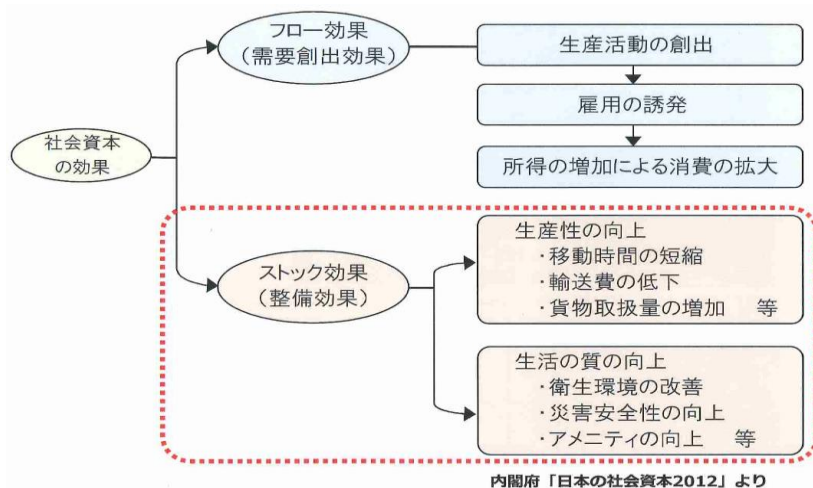 フロー効果
（需要創出効果）
生産活動の創出
雇用の誘発
所得の増加による消費の拡大
社会資本
の効果
ストック効果
（整備効果）
生産性の向上
・移動時間の短縮
・輸送費の低下
・貨物取扱量の増加　等
生活の質の向上
・衛生環境の改善
・災害安全性の向上
・アメニティの向上　等
内閣府「日本の社会資本2012」より